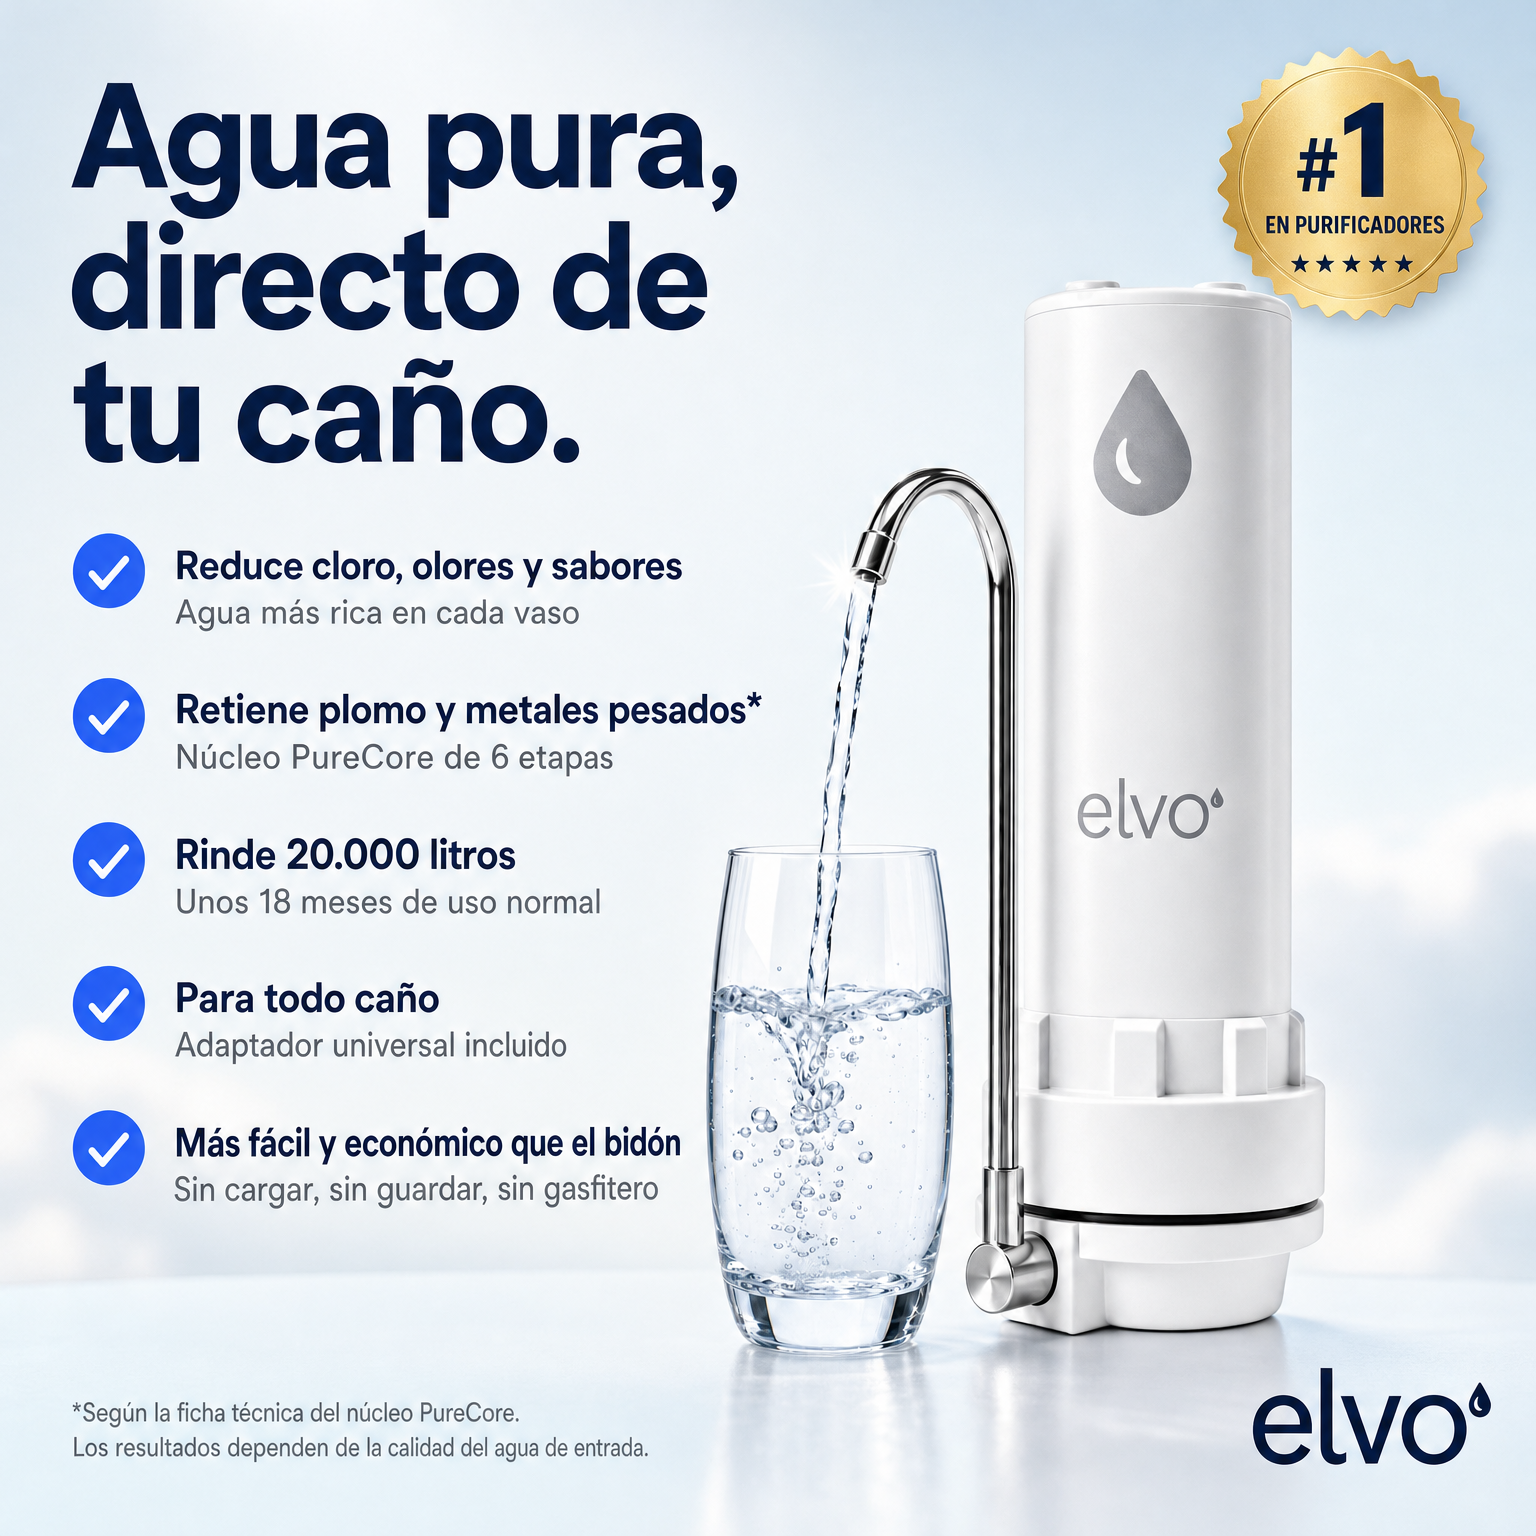 Agua pura,
directo de
tu caño.
#1
EN PURIFICADORES
Reduce cloro, olores y sabores
Agua más rica en cada vaso
Retiene plomo y metales pesados*
Núcleo PureCore de 6 etapas
Rinde 20.000 litros
Unos 18 meses de uso normal
Para todo caño
Adaptador universal incluido
Más fácil y económico que el bidón
Sin cargar, sin guardar, sin gasfitero
elvo
*Según la ficha técnica del núcleo PureCore.
Los resultados dependen de la calidad del agua de entrada.
elvo